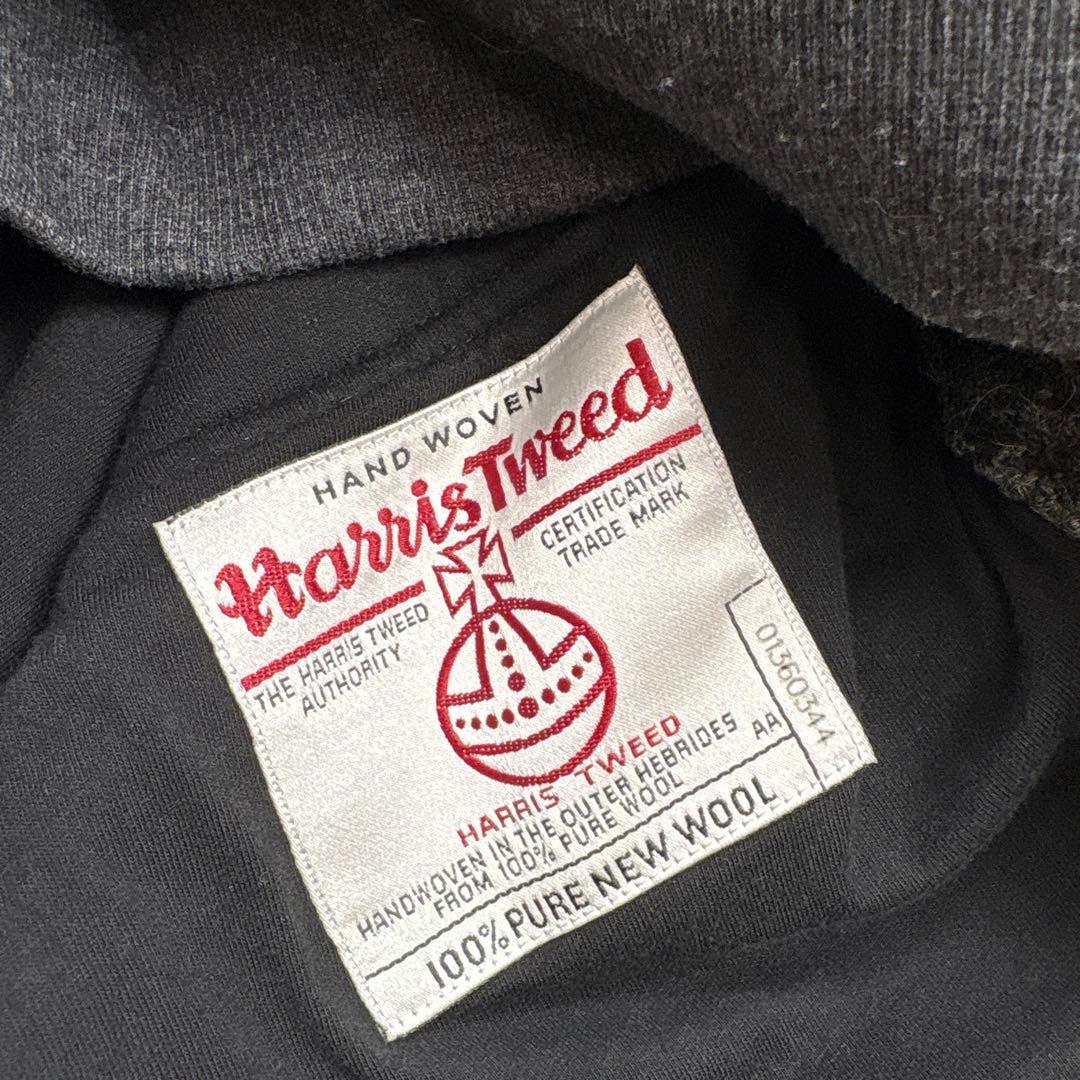 HAND WOVEN
Harris Tweed
CERTIFICATION
TRADE MARK
THE HARRIS TWEED
AUTHORITY
HARRIS TWEED
HANDWOVEN IN THE OUTER HEBRIDES
FROM 100% PURE WOOL
AA
01360344
100% PURE NEW WOOL